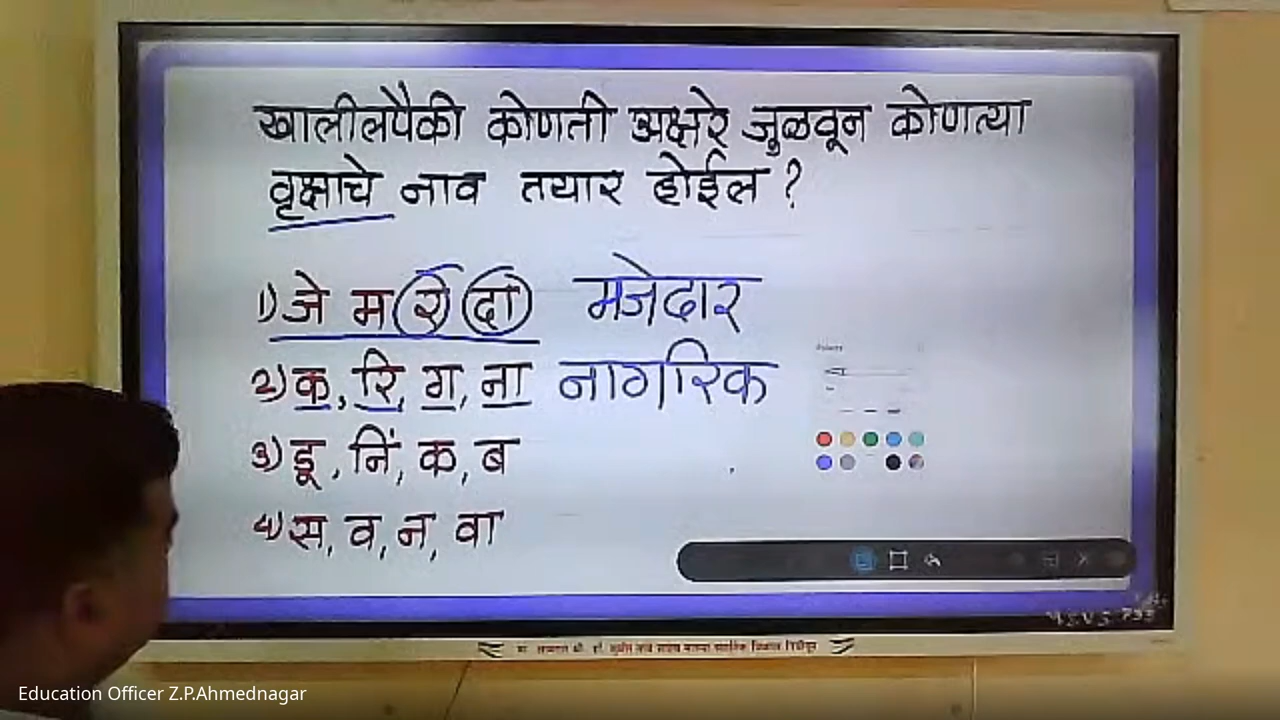 खालीलपैकी कोणती अक्षरे जुळवून कोणत्या
वृक्षाचे नाव तयार होईल ?
१) जे म रे दा मजेदार
२) क, रि, ग, ना नागरिक
३) डू, निं, क, ब
४) स, व, न, वा
Education Officer Z.P.Ahmednagar